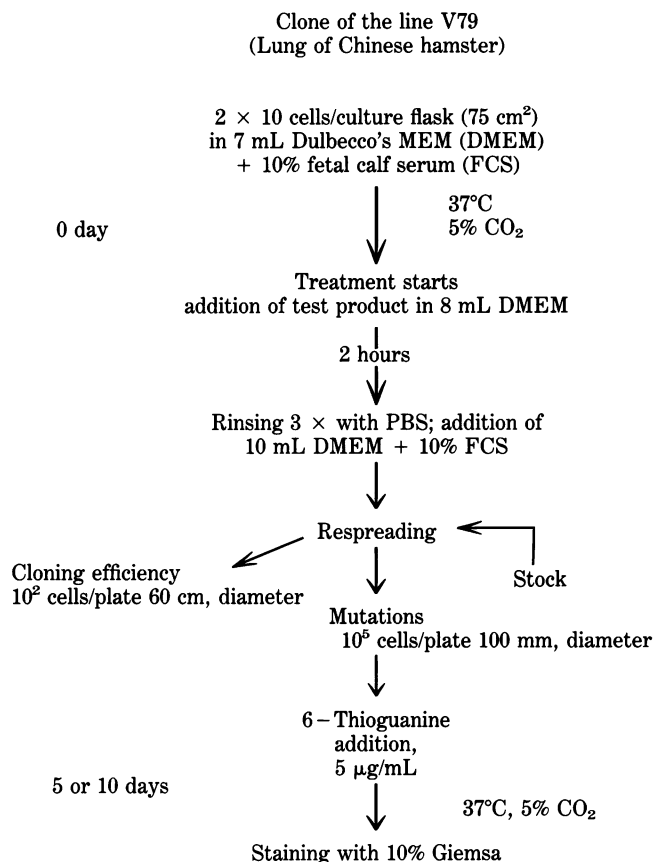 Clone of the line V79
(Lung of Chinese hamster)
2 × 10 cells/culture flask (75 cm²)
in 7 mL Dulbecco's MEM (DMEM)
+ 10% fetal calf serum (FCS)
0 day
37°C
5% CO₂
Treatment starts
addition of test product in 8 mL DMEM
2 hours
Rinsing 3 × with PBS; addition of
10 mL DMEM + 10% FCS
Respreading
Stock
Cloning efficiency
10² cells/plate 60 cm, diameter
Mutations
10⁵ cells/plate 100 mm, diameter
6–Thioguanine
addition,
5 µg/mL
5 or 10 days
37°C, 5% CO₂
Staining with 10% Giemsa